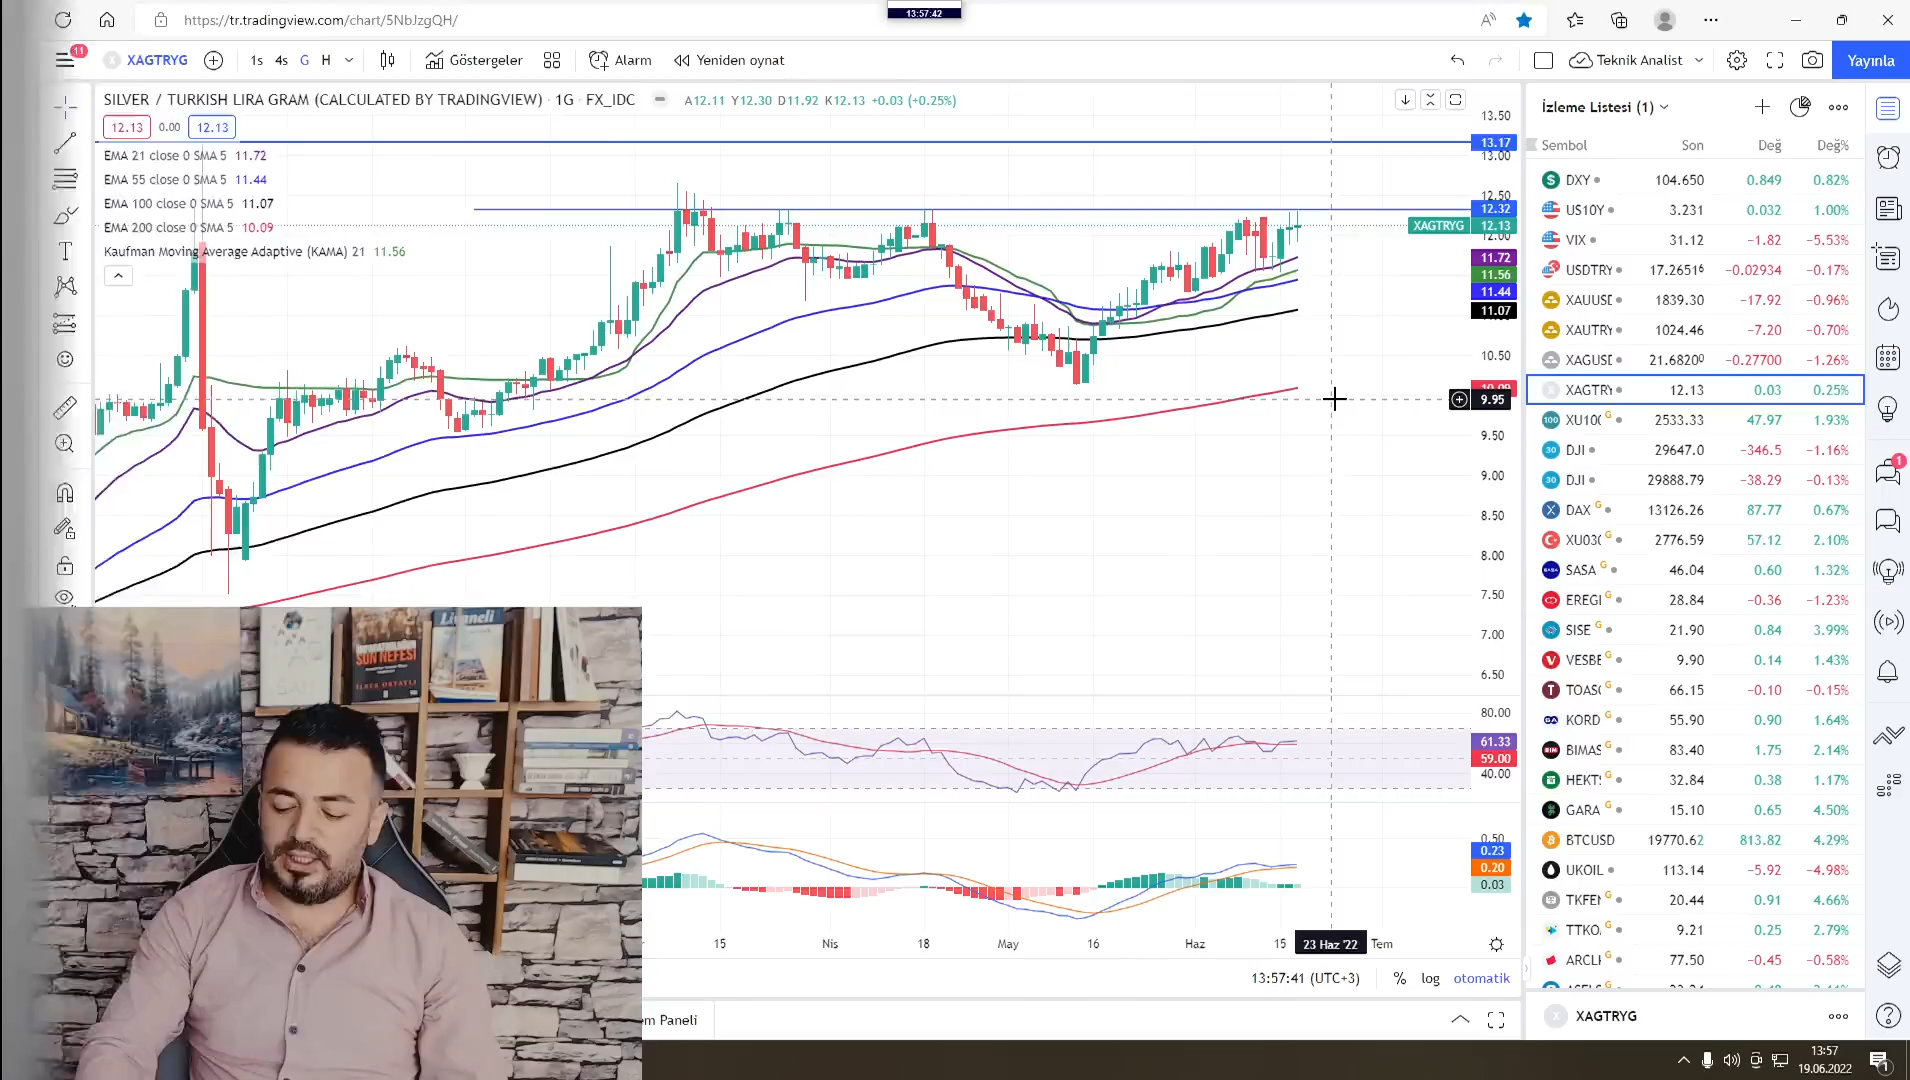 13:57:42
https://tr.tradingview.com/chart/5NbJzgQH/
11
XAGTRYG
1s 4s G H
Göstergeler
Alarm
Yeniden oynat
Teknik Analist
Yayınla
SILVER / TURKISH LIRA GRAM (CALCULATED BY TRADINGVIEW) · 1G · FX_IDC
A12.11 Y12.30 D11.92 K12.13 +0.03 (+0.25%)
12.13 0.00 12.13
EMA 21 close 0 SMA 5 11.72
EMA 55 close 0 SMA 5 11.44
EMA 100 close 0 SMA 5 11.07
EMA 200 close 0 SMA 5 10.09
Kaufman Moving Average Adaptive (KAMA) 21 11.56
13.50
13.17
13.00
12.50
12.32
XAGTRYG 12.13
12.00
11.72
11.56
11.44
11.07
10.50
10.09
9.95
9.50
9.00
8.50
8.00
7.50
7.00
6.50
80.00
61.33
59.00
40.00
0.50
0.23
0.20
0.03
15 Nis 18 May 16 Haz 15 23 Haz '22 Tem
13:57:41 (UTC+3) % log otomatik
m Paneli
İzleme Listesi (1)
Sembol Son Değ Değ%
DXY 104.650 0.849 0.82%
US10Y 3.231 0.032 1.00%
VIX 31.12 −1.82 −5.53%
USDTRY 17.26516 −0.02934 −0.17%
XAUUSD 1839.30 −17.92 −0.96%
XAUTRY 1024.46 −7.20 −0.70%
XAGUSD 21.68200 −0.27700 −1.26%
XAGTRY 12.13 0.03 0.25%
100 XU100 G 2533.33 47.97 1.93%
30 DJI 29647.0 −346.5 −1.16%
30 DJI 29888.79 −38.29 −0.13%
DAX G 13126.26 87.77 0.67%
XU030 G 2776.59 57.12 2.10%
SASA G 46.04 0.60 1.32%
EREGI G 28.84 −0.36 −1.23%
SISE G 21.90 0.84 3.99%
VESBE G 9.90 0.14 1.43%
TOASO G 66.15 −0.10 −0.15%
KORD G 55.90 0.90 1.64%
BIMAS G 83.40 1.75 2.14%
HEKTS G 32.84 0.38 1.17%
GARA G 15.10 0.65 4.50%
BTCUSD 19770.62 813.82 4.29%
UKOIL 113.14 −5.92 −4.98%
TKFEN G 20.44 0.91 4.66%
TTKO G 9.21 0.25 2.79%
ARCLK G 77.50 −0.45 −0.58%
XAGTRYG
1
SON NEFESİ
İLBER ORTAYLI
Livaneli
13:57
19.06.2022
1